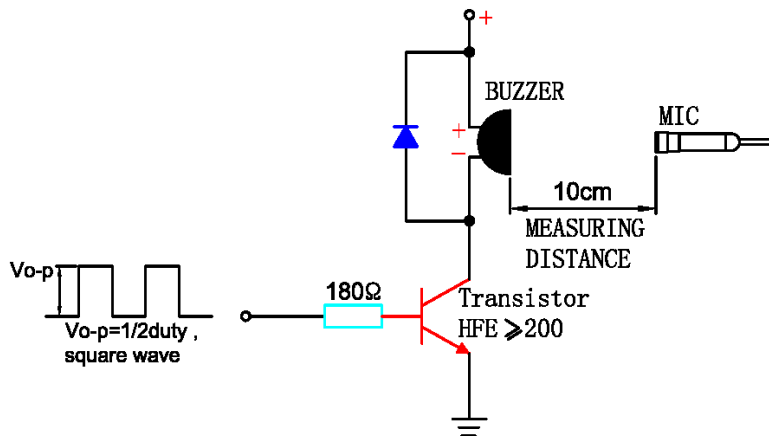 +
BUZZER
MIC
+
−
10cm
MEASURING
DISTANCE
Vo-p
180Ω
Transistor
HFE ⩾200
Vo-p=1/2duty ,
square wave